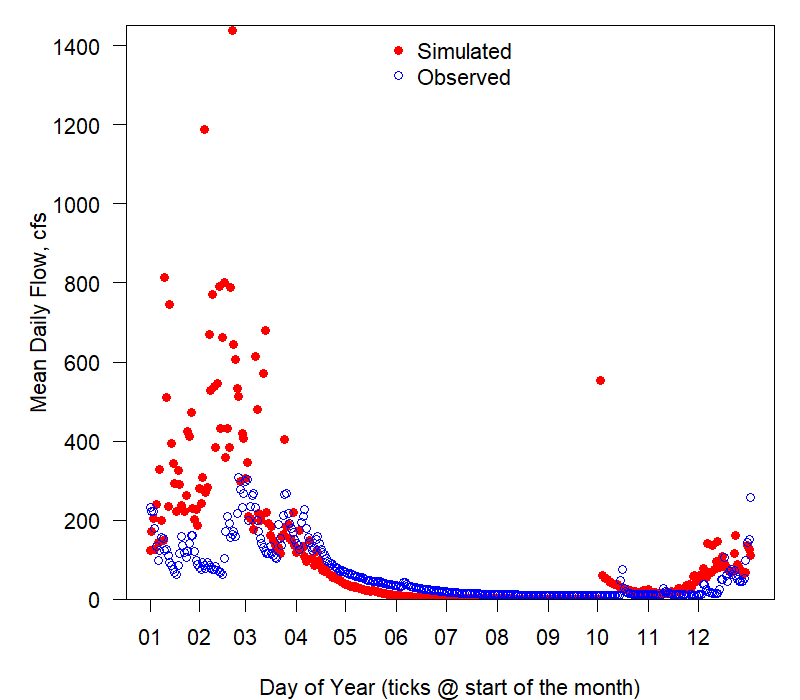 1400
1200
1000
800
600
400
200
0
Mean Daily Flow, cfs
Simulated
Observed
01 02 03 04 05 06 07 08 09 10 11 12
Day of Year (ticks @ start of the month)